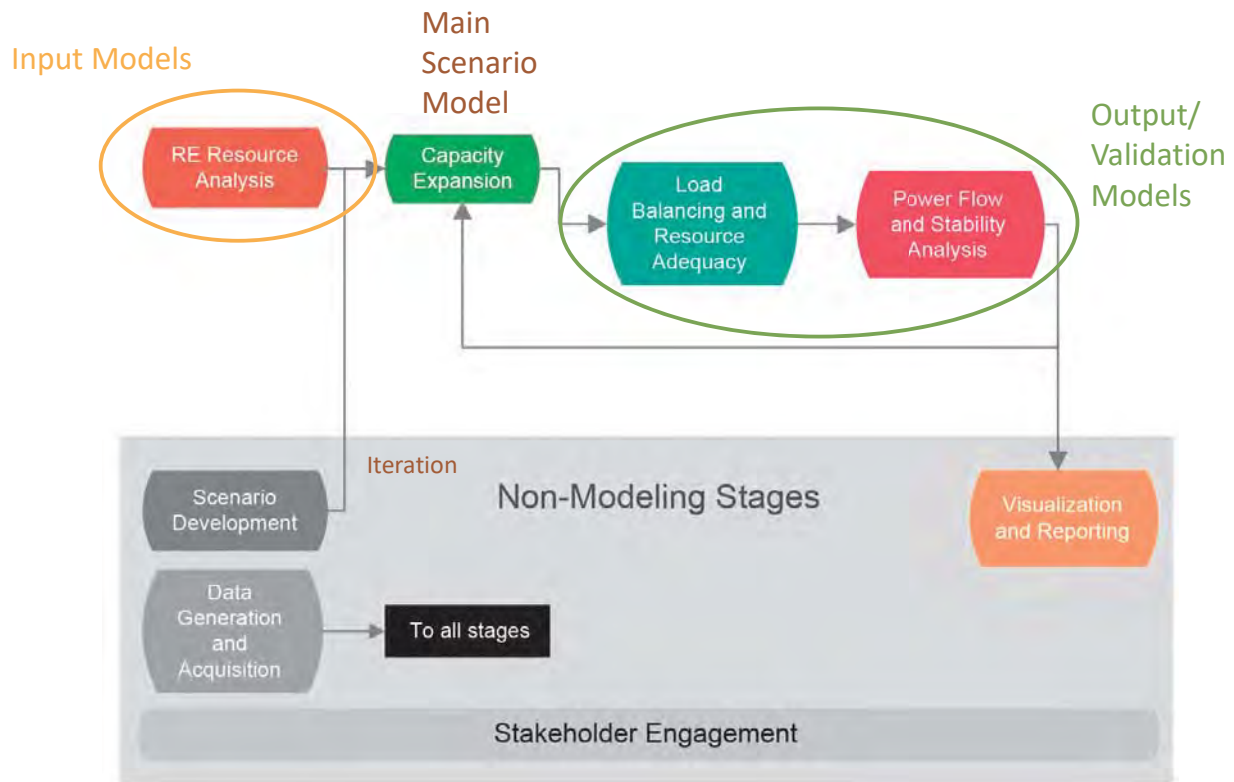 Input Models
Main
Scenario
Model
Output/
Validation
Models
RE Resource
Analysis
Capacity
Expansion
Load
Balancing and
Resource
Adequacy
Power Flow
and Stability
Analysis
Iteration
Non-Modeling Stages
Scenario
Development
Visualization
and Reporting
Data
Generation
and
Acquisition
To all stages
Stakeholder Engagement